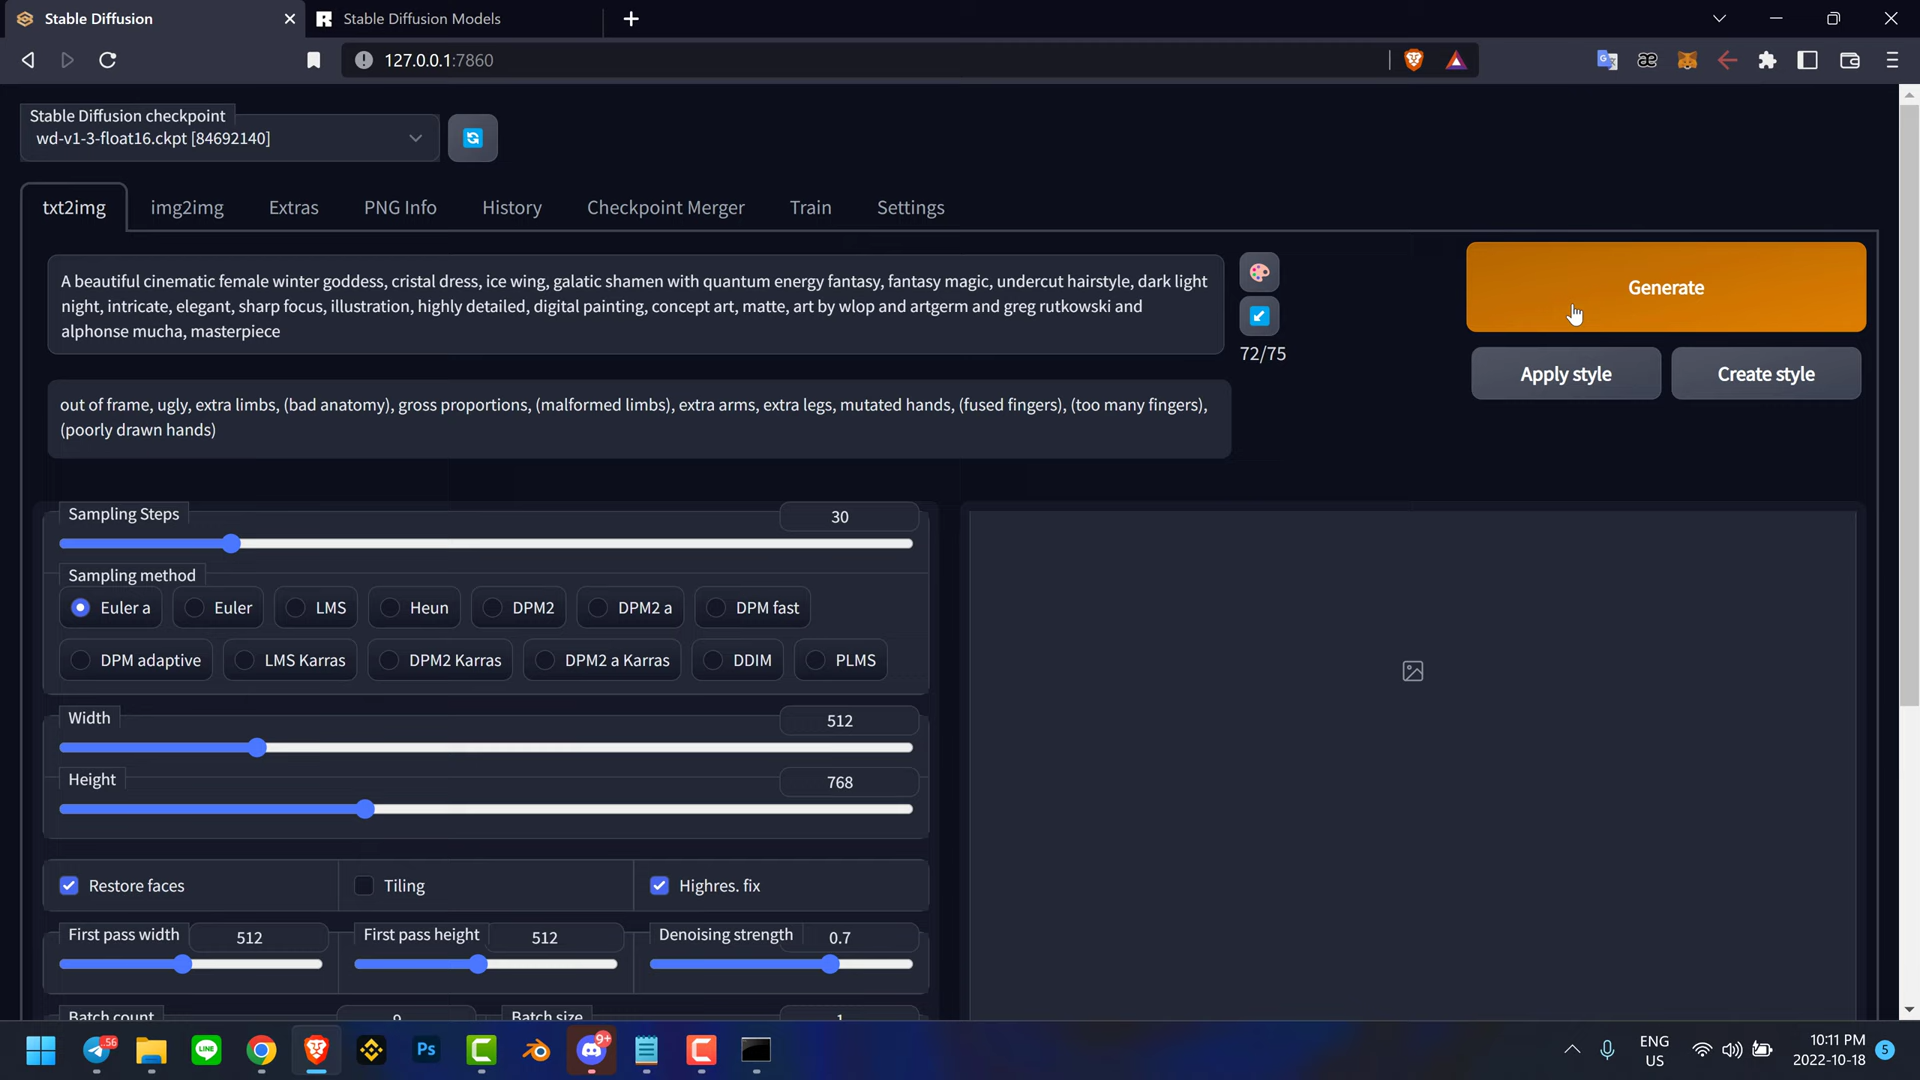 Stable Diffusion
Stable Diffusion Models
127.0.0.1:7860
Stable Diffusion checkpoint
wd-v1-3-float16.ckpt [84692140]
txt2img
img2img
Extras
PNG Info
History
Checkpoint Merger
Train
Settings
A beautiful cinematic female winter goddess, cristal dress, ice wing, galatic shamen with quantum energy fantasy, fantasy magic, undercut hairstyle, dark light
night, intricate, elegant, sharp focus, illustration, highly detailed, digital painting, concept art, matte, art by wlop and artgerm and greg rutkowski and
alphonse mucha, masterpiece
72/75
Generate
Apply style
Create style
out of frame, ugly, extra limbs, (bad anatomy), gross proportions, (malformed limbs), extra arms, extra legs, mutated hands, (fused fingers), (too many fingers),
(poorly drawn hands)
Sampling Steps
30
Sampling method
Euler a
Euler
LMS
Heun
DPM2
DPM2 a
DPM fast
DPM adaptive
LMS Karras
DPM2 Karras
DPM2 a Karras
DDIM
PLMS
Width
512
Height
768
Restore faces
Tiling
Highres. fix
First pass width
512
First pass height
512
Denoising strength
0.7
Batch count
Batch size
1
56
Ps
9+
ENG
US
10:11 PM
2022-10-18
5